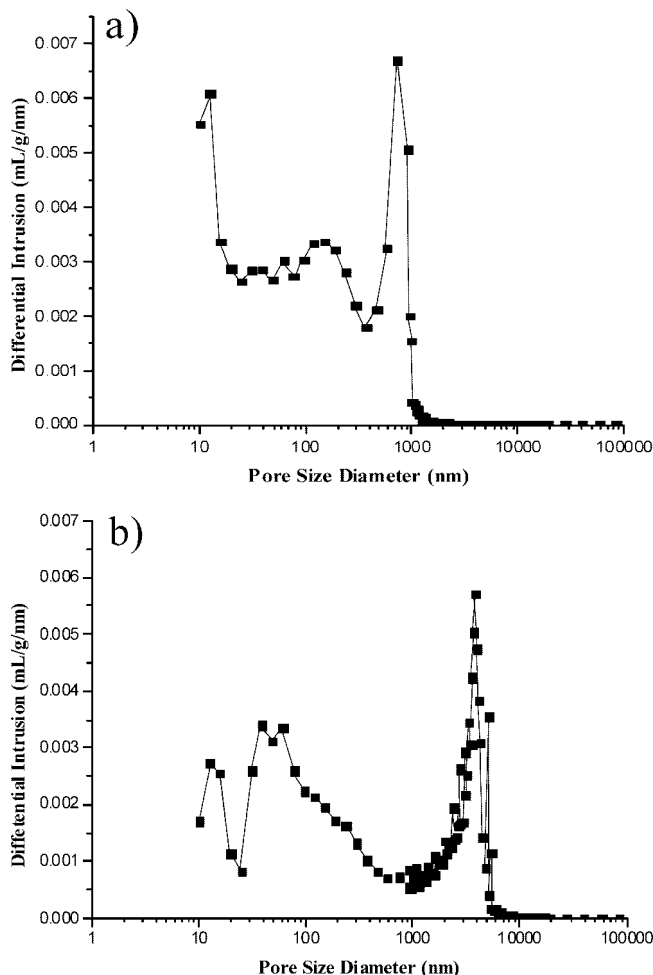 a)
0.007
0.006
0.005
0.004
0.003
0.002
0.001
0.000
Differential Intrusion (mL/g/nm)
1 10 100 1000 10000 100000
Pore Size Diameter (nm)
b)
0.007
0.006
0.005
0.004
0.003
0.002
0.001
0.000
Diffetential Intrusion (mL/g/nm)
1 10 100 1000 10000 100000
Pore Size Diameter (nm)